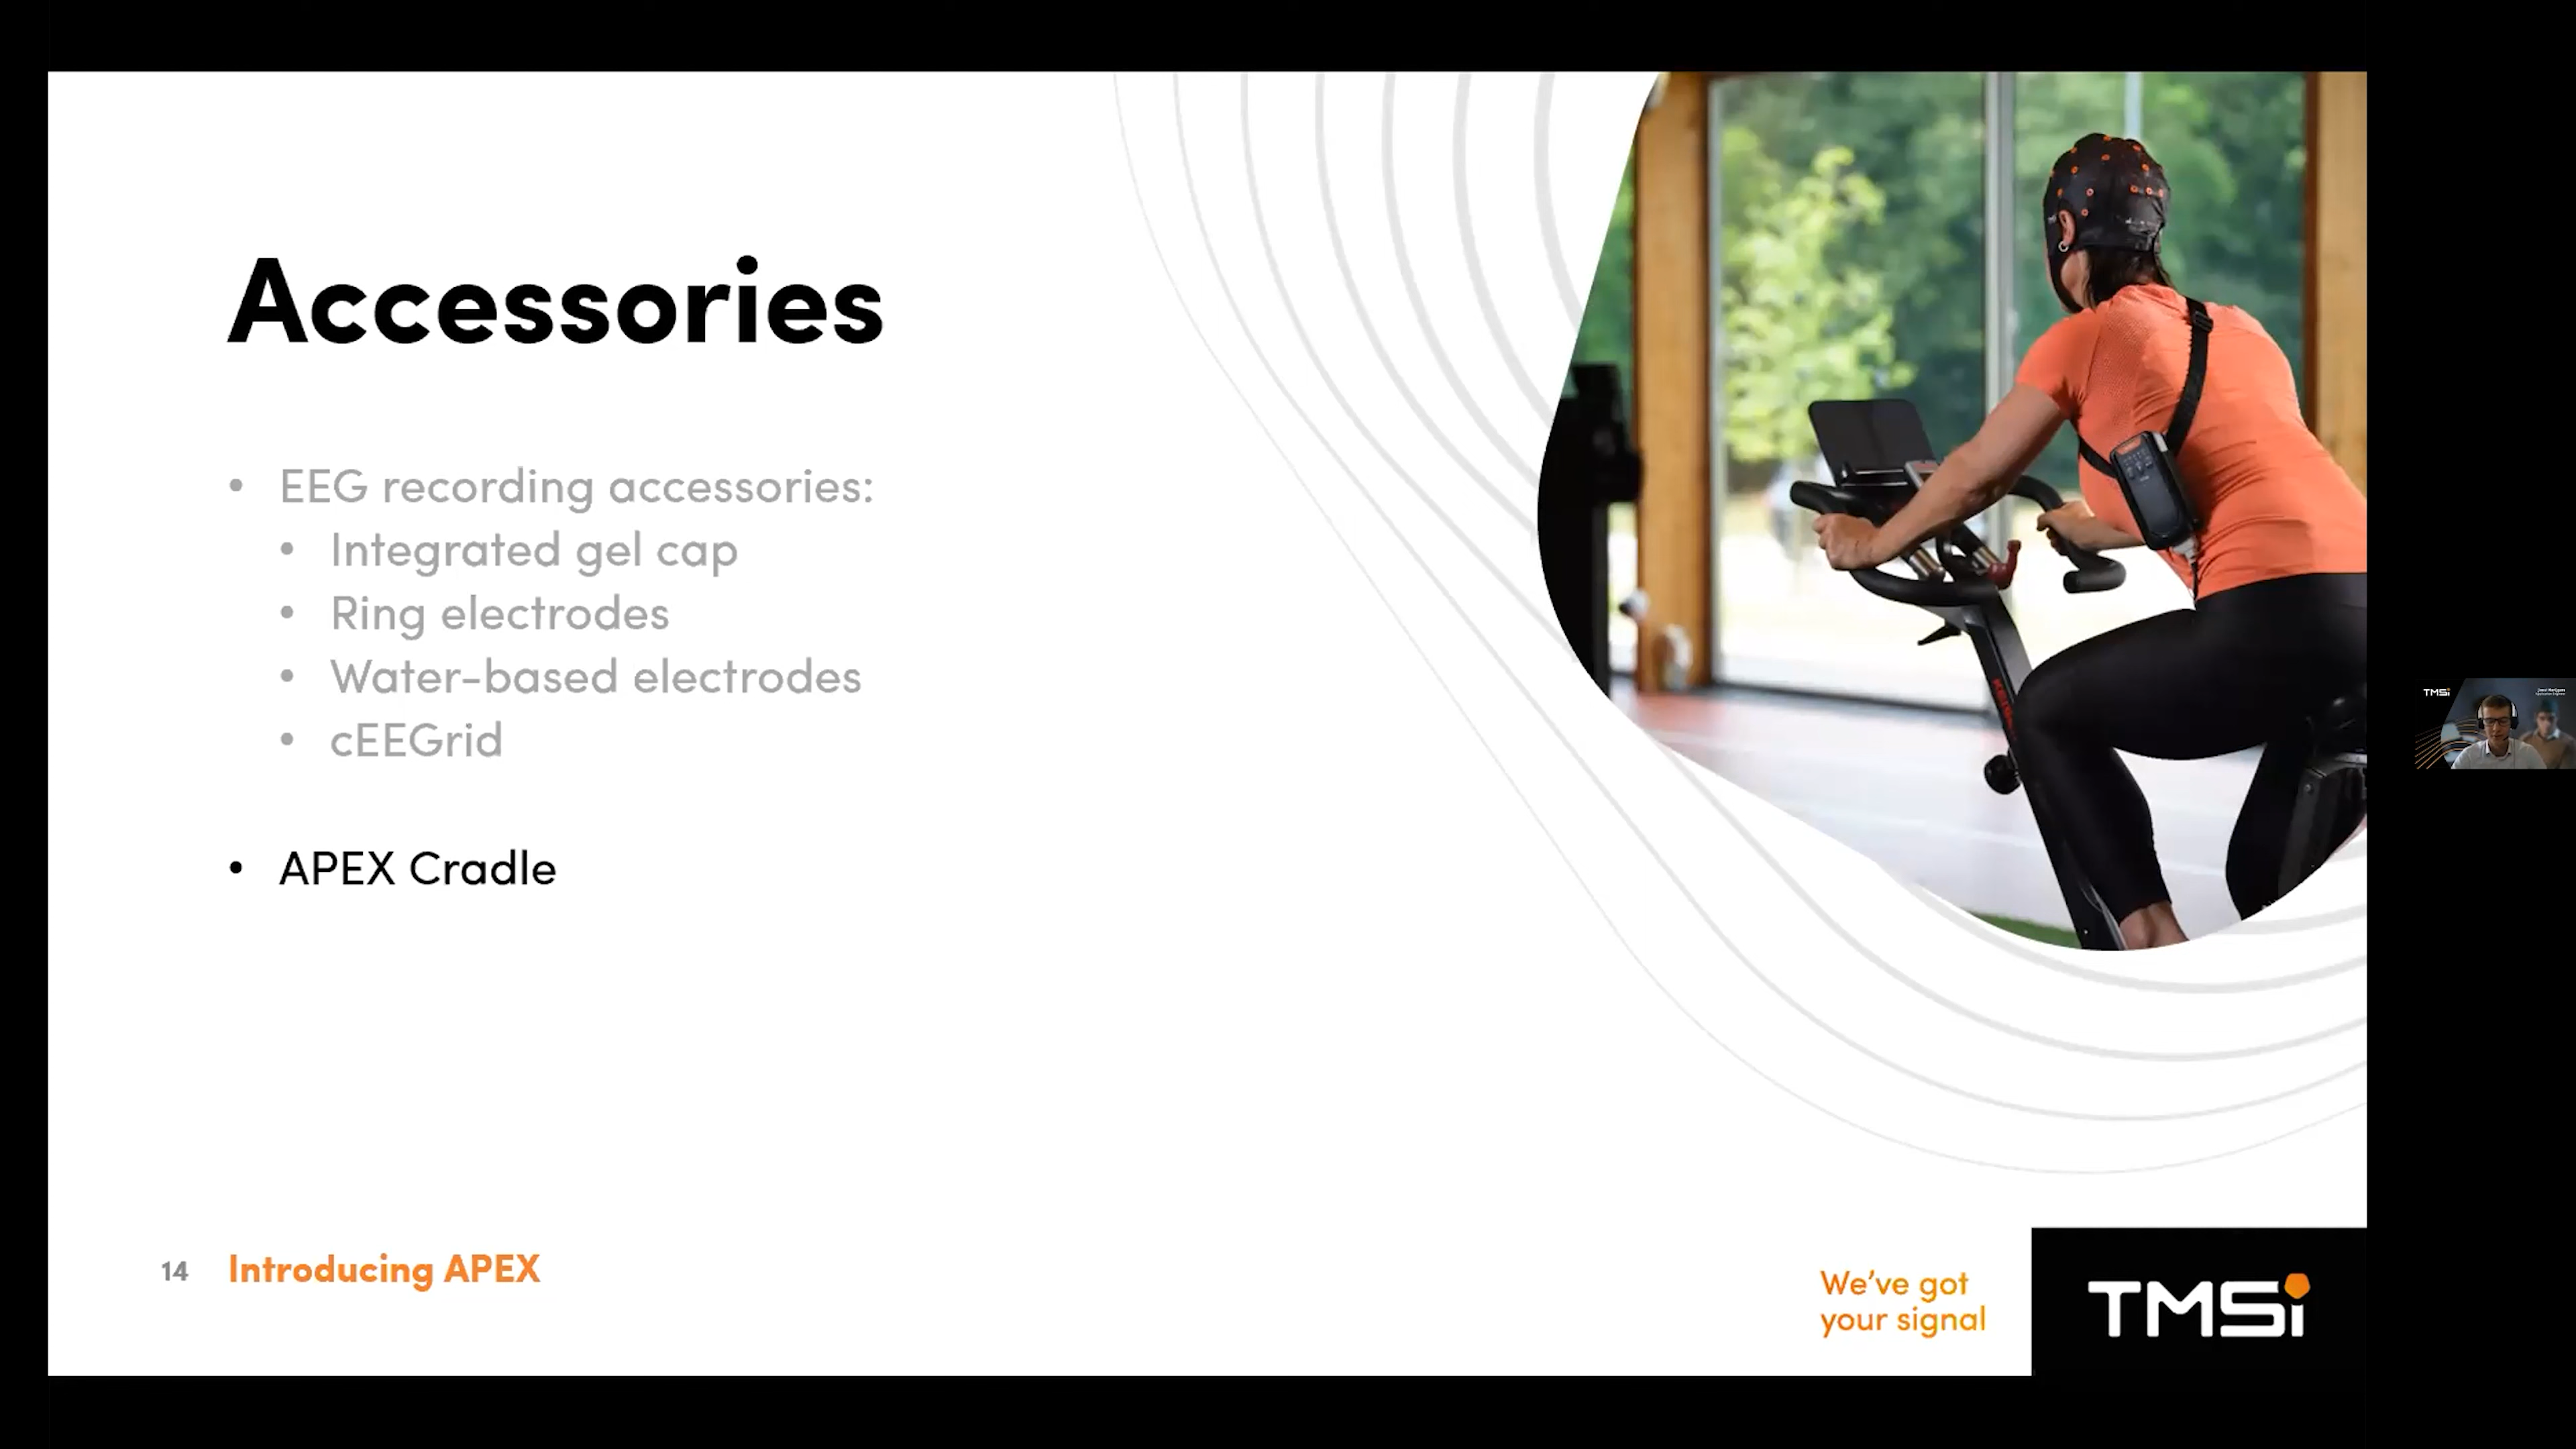 Accessories
• EEG recording accessories:
• Integrated gel cap
• Ring electrodes
• Water-based electrodes
• cEEGrid
• APEX Cradle
14 Introducing APEX
We've got
your signal
TMSi
TMSi